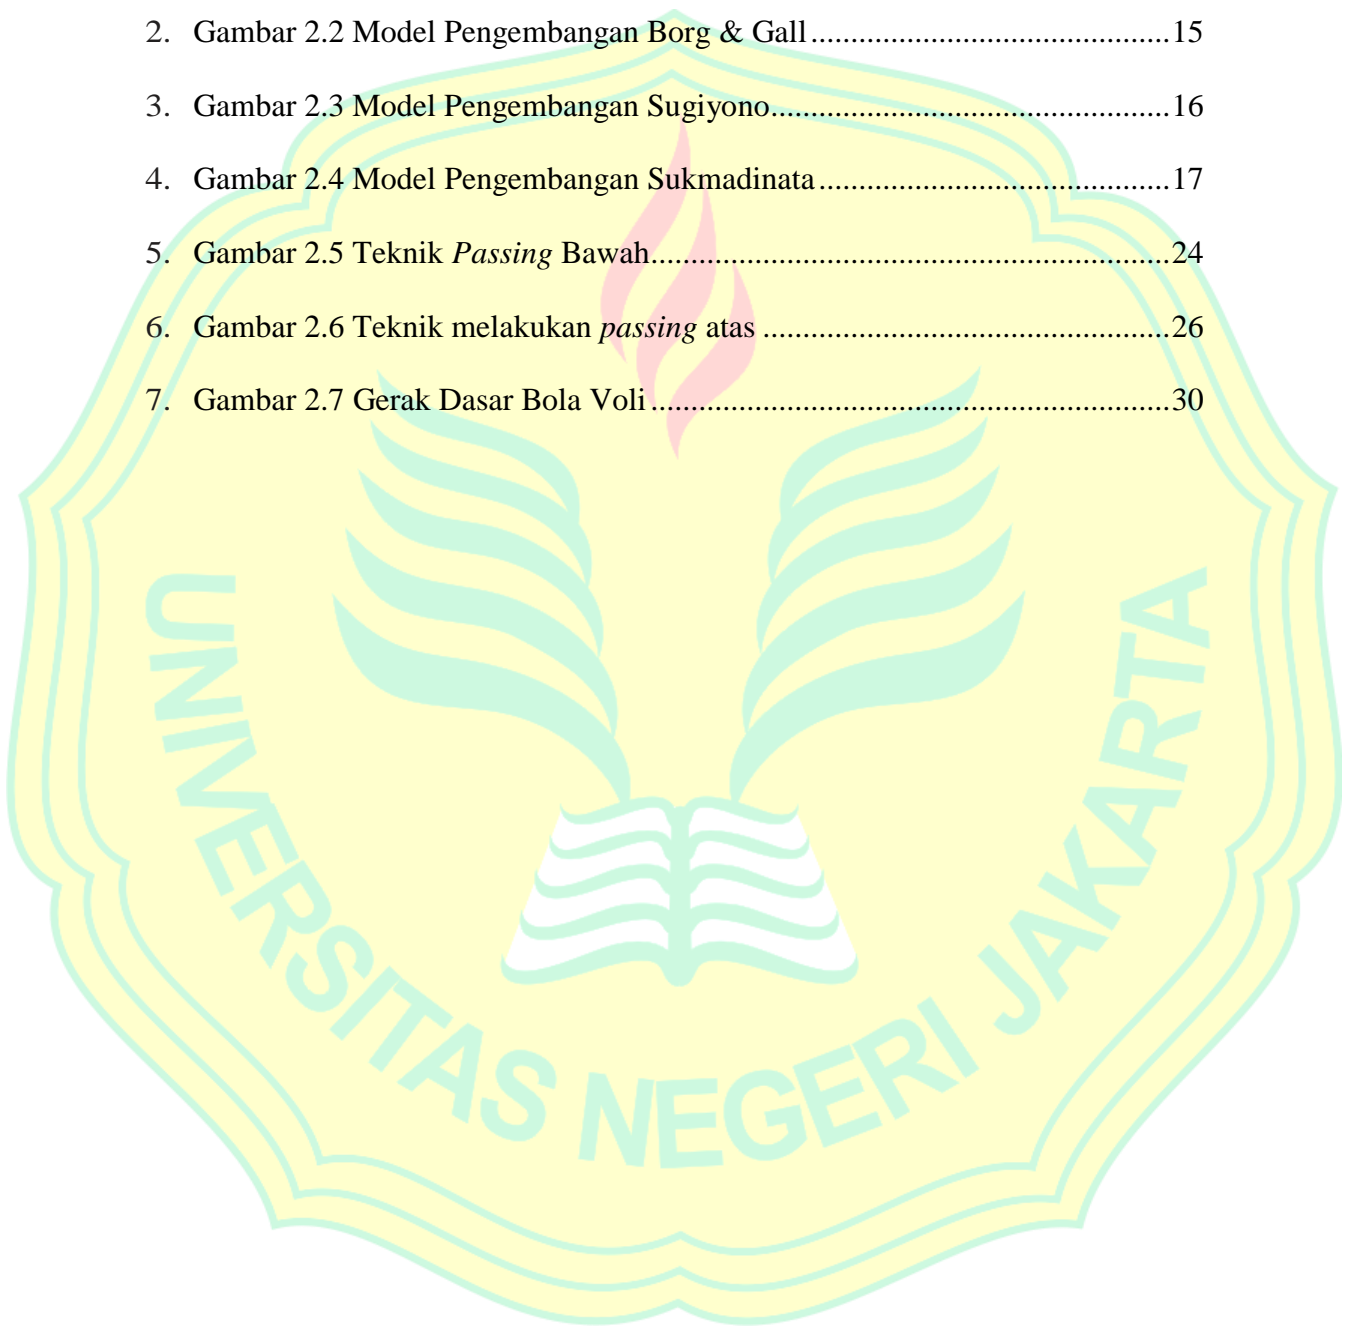 2. Gambar 2.2 Model Pengembangan Borg & Gall............................................15
3. Gambar 2.3 Model Pengembangan Sugiyono................................................16
4. Gambar 2.4 Model Pengembangan Sukmadinata..........................................17
5. Gambar 2.5 Teknik Passing Bawah...............................................................24
6. Gambar 2.6 Teknik melakukan passing atas.................................................26
7. Gambar 2.7 Gerak Dasar Bola Voli...............................................................30
UNIVERSITAS NEGERI JAKARTA